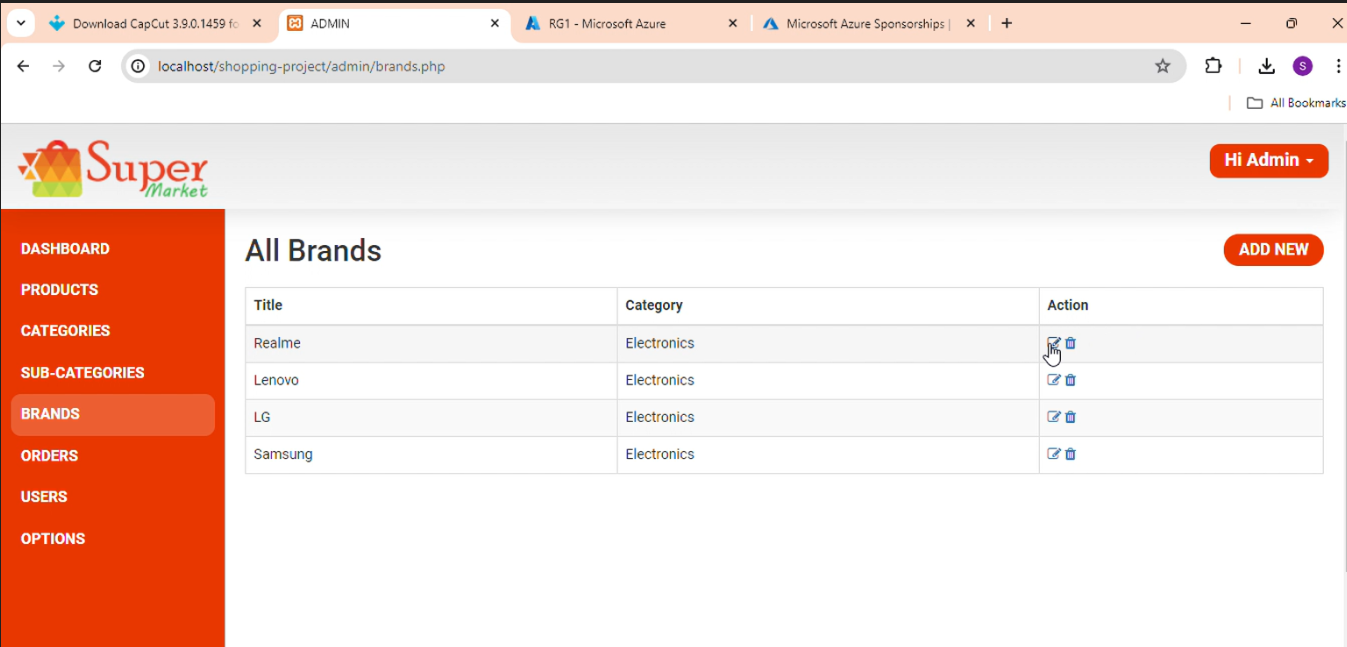 Download CapCut 3.9.0.1459 fo
ADMIN
RG1 - Microsoft Azure
Microsoft Azure Sponsorships |
localhost/shopping-project/admin/brands.php
S
All Bookmarks
Super
Market
Hi Admin
DASHBOARD
PRODUCTS
CATEGORIES
SUB-CATEGORIES
BRANDS
ORDERS
USERS
OPTIONS
All Brands
ADD NEW
Title Category Action
Realme Electronics
Lenovo Electronics
LG Electronics
Samsung Electronics